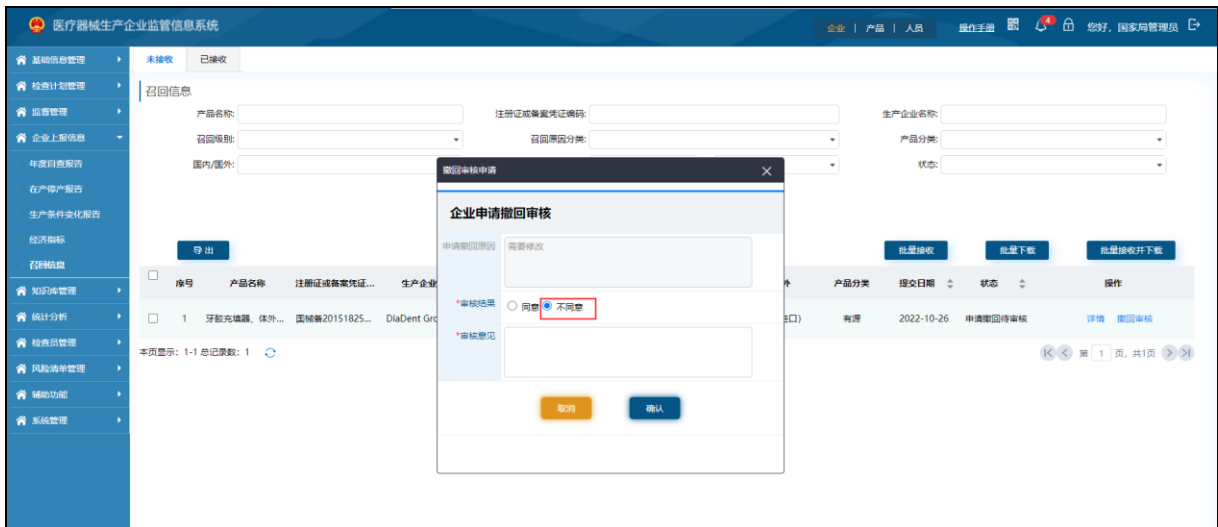 医疗器械生产企业监管信息系统
企业 | 产品 | 人员 操作手册 4 您好, 国家局管理员
基础信息管理
检查计划管理
监督管理
企业上报信息
年度自查报告
在产停产报告
生产条件变化报告
经济指标
召回信息
知识库管理
统计分析
检查员管理
风险清单管理
辅助功能
系统管理
未接收 已接收
召回信息
产品名称: 注册证或备案凭证编码: 生产企业名称:
召回级别: 召回原因分类: 产品分类:
国内/国外: 状态:
导出 批量接收 批量下载 批量接收并下载
序号 产品名称 注册证或备案凭证... 生产企业 产品分类 提交日期 状态 操作
1 牙胶充填器、体外... 国械备20151825... DiaDent Gro 口) 有源 2022-10-26 申请撤回待审核 详情 撤回审核
本页显示: 1-1 总记录数: 1 第 1 页, 共1页
撤回审核申请
企业申请撤回审核
申请撤回原因 需要修改
*审核结果 同意 不同意
*审核意见
取消 确认